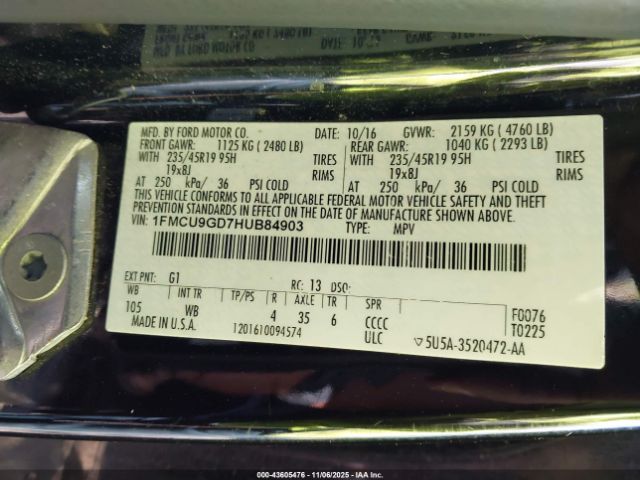 MFD. BY FORD MOTOR CO. DATE: 10/16 GVWR: 2159 KG ( 4760 LB)
FRONT GAWR: 1125 KG ( 2480 LB) REAR GAWR: 1040 KG ( 2293 LB)
WITH 235/45R19 95H TIRES WITH 235/45R19 95H TIRES
19x8J RIMS 19x8J RIMS
AT 250 kPa/ 36 PSI COLD AT 250 kPa/ 36 PSI COLD
THIS VEHICLE CONFORMS TO ALL APPLICABLE FEDERAL MOTOR VEHICLE SAFETY AND THEFT
PREVENTION STANDARDS IN EFFECT ON THE DATE OF MANUFACTURE SHOWN ABOVE.
VIN: 1FMCU9GD7HUB84903 TYPE: MPV
EXT PNT: G1 RC: 13 DSO:
WB INT TR TP/PS R AXLE TR SPR F0076
105 WB 4 35 6 CCCC T0225
MADE IN U.S.A. 1201610094574 ULC 5U5A-3520472-AA
© Copyright 2025, IAA, Inc.
43605476 - 11/06/2025 - IAAI.com